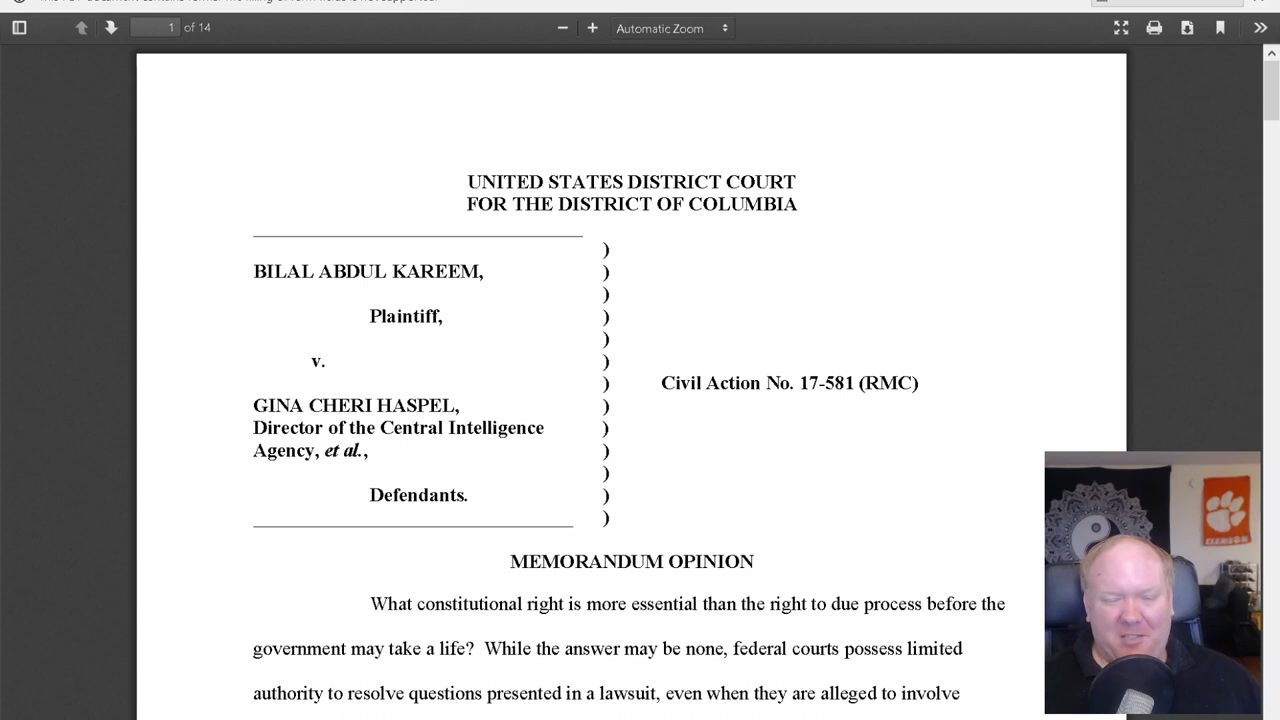 1 of 14
Automatic Zoom
UNITED STATES DISTRICT COURT
FOR THE DISTRICT OF COLUMBIA
)
BILAL ABDUL KAREEM, )
)
Plaintiff, )
)
v. )
) Civil Action No. 17-581 (RMC)
GINA CHERI HASPEL, )
Director of the Central Intelligence )
Agency, et al., )
)
Defendants. )
)
MEMORANDUM OPINION
What constitutional right is more essential than the right to due process before the
government may take a life? While the answer may be none, federal courts possess limited
authority to resolve questions presented in a lawsuit, even when they are alleged to involve
CLEMSON